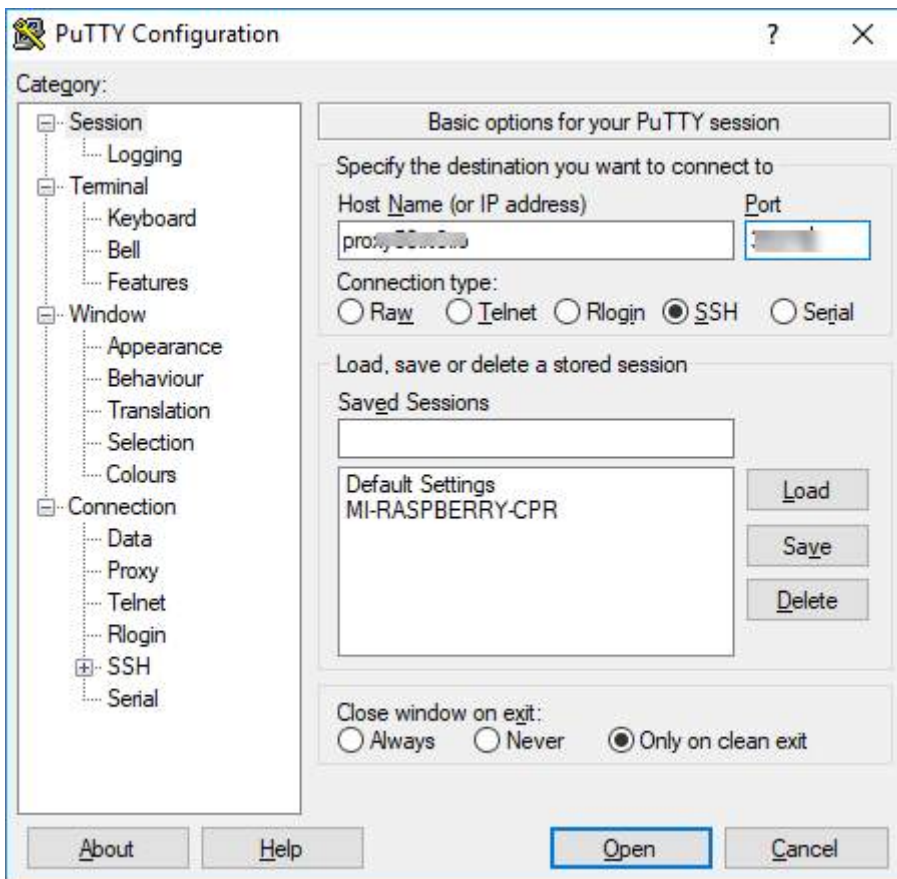 PuTTY Configuration
Category:
Session
Logging
Terminal
Keyboard
Bell
Features
Window
Appearance
Behaviour
Translation
Selection
Colours
Connection
Data
Proxy
Telnet
Rlogin
SSH
Serial
Basic options for your PuTTY session
Specify the destination you want to connect to
Host Name (or IP address) Port
Connection type:
Raw Telnet Rlogin SSH Serial
Load, save or delete a stored session
Saved Sessions
Default Settings
MI-RASPBERRY-CPR
Load
Save
Delete
Close window on exit:
Always Never Only on clean exit
About Help Open Cancel